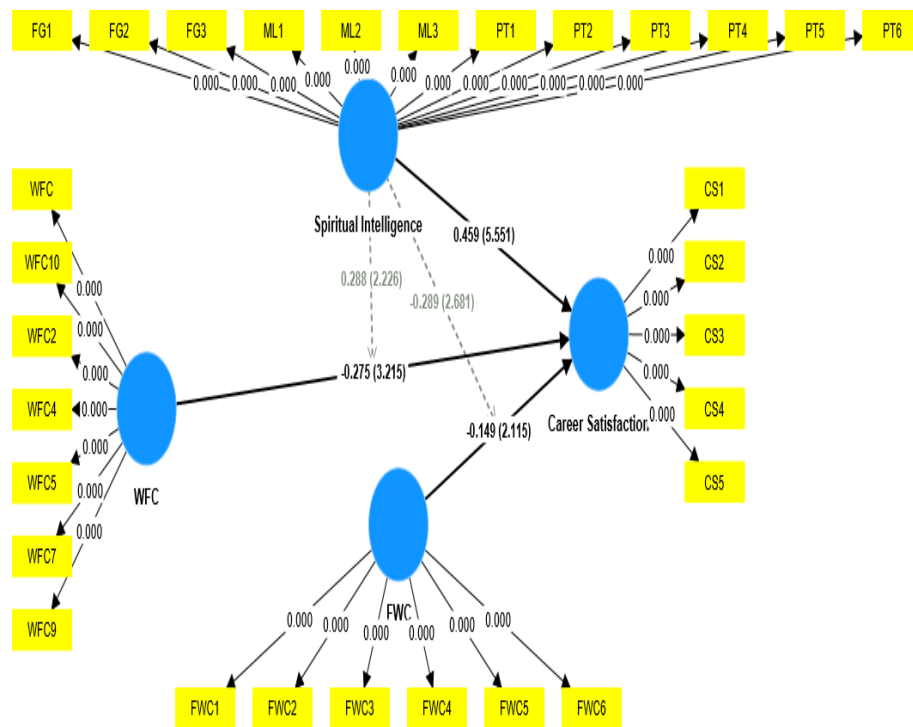 FG1 FG2 FG3 ML1 ML2 ML3 PT1 PT2 PT3 PT4 PT5 PT6
0.000
0.000 0.000 0.000 0.000 0.000 0.000 0.000 0.000 0.000 0.000 0.000
Spiritual Intelligence
WFC
WFC10
WFC2
WFC4
WFC5
WFC7
WFC9
0.000
0.000
0.000
0.000
0.000
0.000
0.000
WFC
0.459 (5.551)
0.288 (2.226)
-0.289 (2.681)
-0.275 (3.215)
-0.149 (2.115)
Career Satisfaction
0.000
0.000
0.000
0.000
0.000
CS1
CS2
CS3
CS4
CS5
FWC
0.000 0.000 0.000 0.000 0.000 0.000
FWC1 FWC2 FWC3 FWC4 FWC5 FWC6